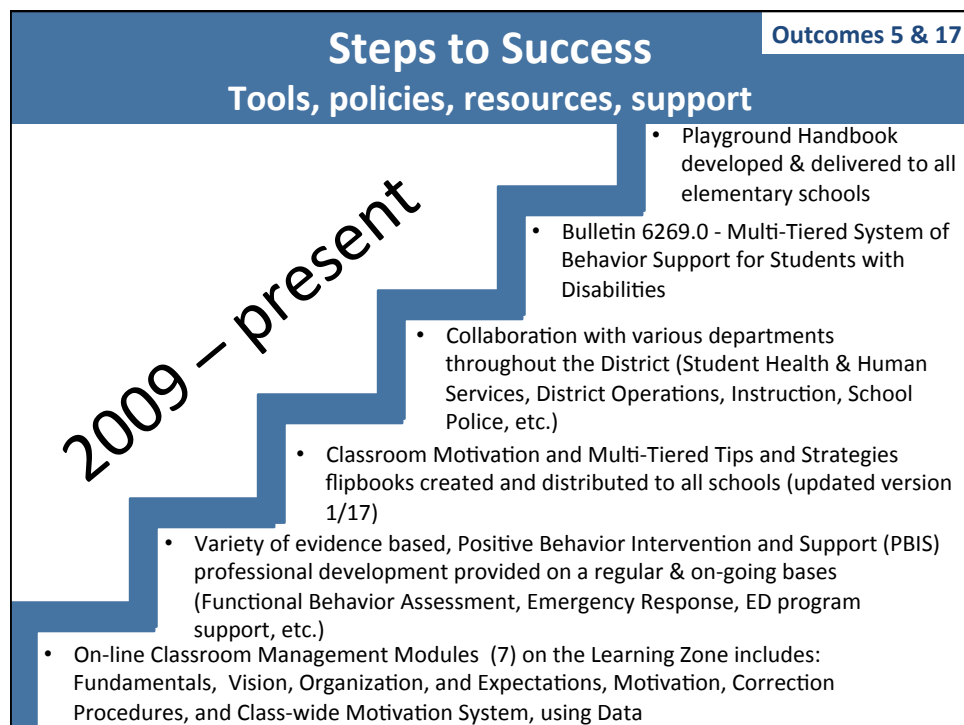 Outcomes 5 & 17
Steps to Success
Tools, policies, resources, support
2009 – present
• Playground Handbook
developed & delivered to all
elementary schools
• Bulletin 6269.0 - Multi-Tiered System of
Behavior Support for Students with
Disabilities
• Collaboration with various departments
throughout the District (Student Health & Human
Services, District Operations, Instruction, School
Police, etc.)
• Classroom Motivation and Multi-Tiered Tips and Strategies
flipbooks created and distributed to all schools (updated version
1/17)
• Variety of evidence based, Positive Behavior Intervention and Support (PBIS)
professional development provided on a regular & on-going bases
(Functional Behavior Assessment, Emergency Response, ED program
support, etc.)
• On-line Classroom Management Modules (7) on the Learning Zone includes:
Fundamentals, Vision, Organization, and Expectations, Motivation, Correction
Procedures, and Class-wide Motivation System, using Data